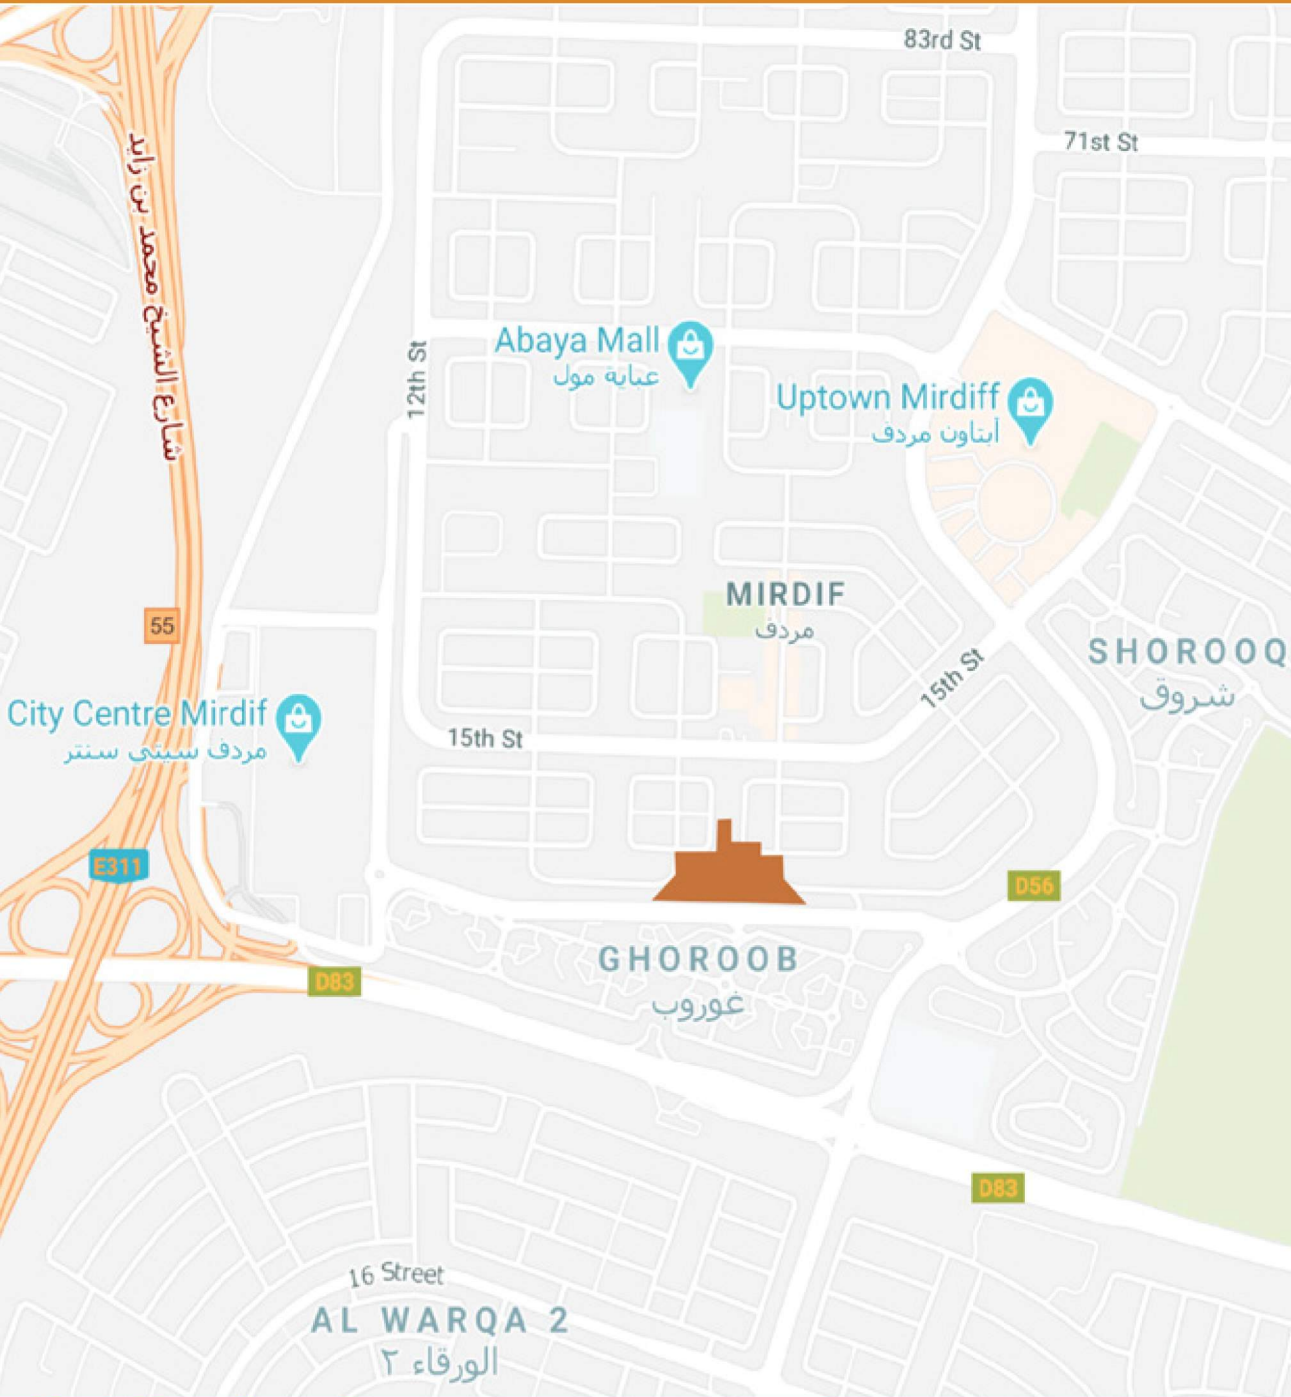 83rd St
71st St
شارع الشيخ محمد بن زايد
Abaya Mall
عباية مول
12th St
Uptown Mirdiff
أبتاون مردف
MIRDIF
مردف
55
SHOROOQ
شروق
15th St
City Centre Mirdif
مردف سيتي سنتر
15th St
E311
D56
GHOROOB
غوروب
D83
D83
16 Street
AL WARQA 2
الورقاء ٢